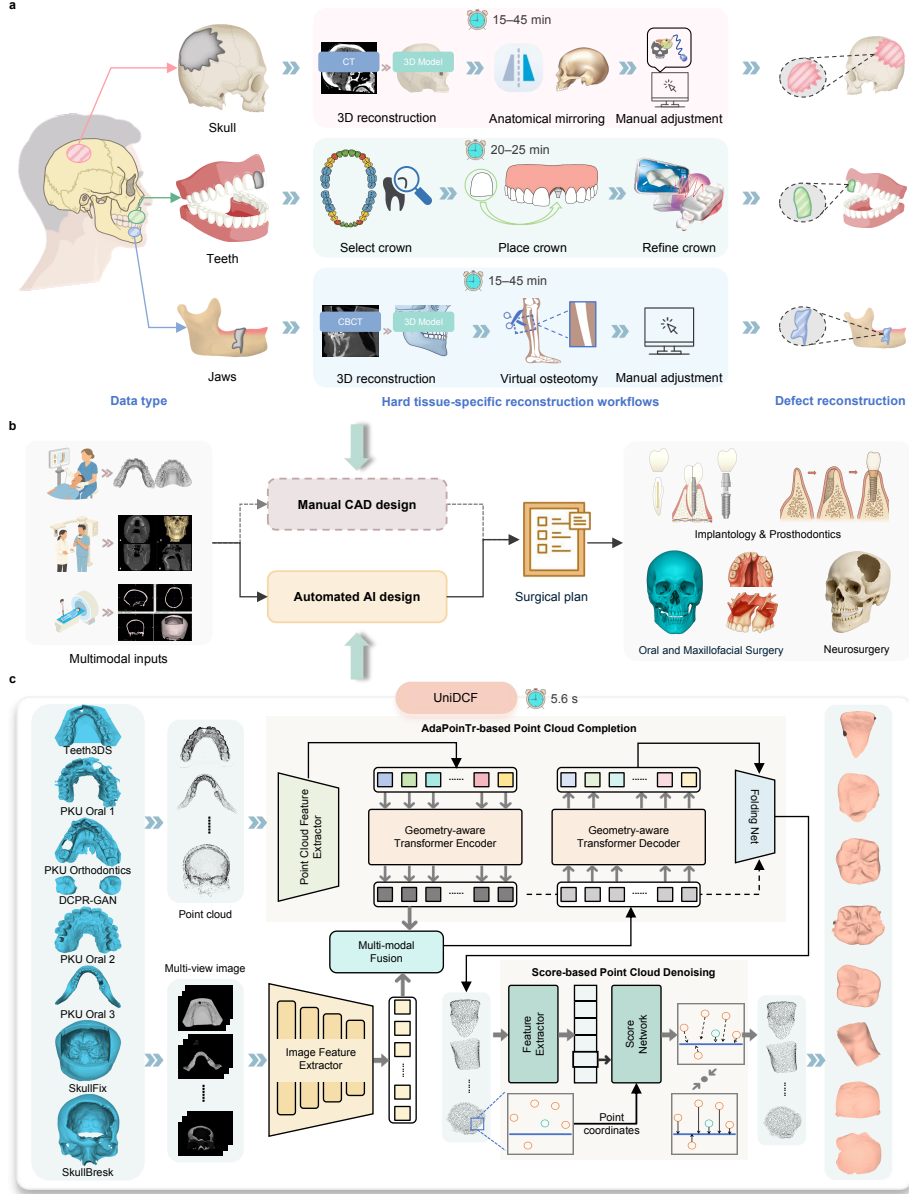 a
15–45 min
CT
3D Model
Skull
3D reconstruction
Anatomical mirroring
Manual adjustment
20–25 min
Teeth
Select crown
Place crown
Refine crown
15–45 min
CBCT
3D Model
Jaws
3D reconstruction
Virtual osteotomy
Manual adjustment
Data type
Hard tissue-specific reconstruction workflows
Defect reconstruction
b
Manual CAD design
Automated AI design
Surgical plan
Multimodal inputs
Implantology & Prosthodontics
Oral and Maxillofacial Surgery
Neurosurgery
c
UniDCF
5.6 s
AdaPoinTr-based Point Cloud Completion
Teeth3DS
PKU Oral 1
PKU Orthodontics
DCPR-GAN
PKU Oral 2
PKU Oral 3
SkullFix
SkullBresk
Point cloud
Multi-view image
Point Cloud Feature
Extractor
Geometry-aware
Transformer Encoder
Geometry-aware
Transformer Decoder
Folding Net
Multi-modal
Fusion
Image Feature
Extractor
Score-based Point Cloud Denoising
Feature
Extractor
Score
Network
Point
coordinates